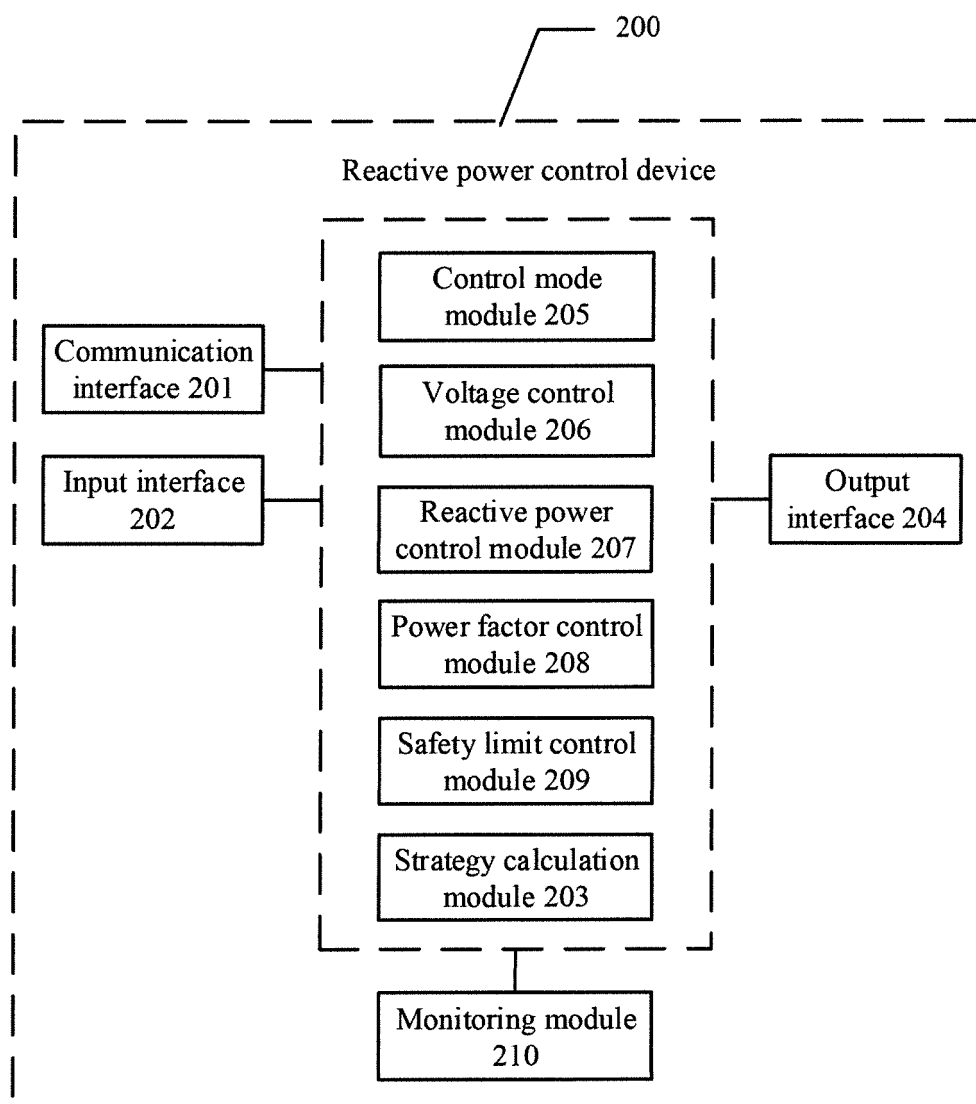 200
Reactive power control device
Control mode
module 205
Communication
interface 201
Voltage control
module 206
Input interface
202
Reactive power
control module 207
Output
interface 204
Power factor control
module 208
Safety limit control
module 209
Strategy calculation
module 203
Monitoring module
210